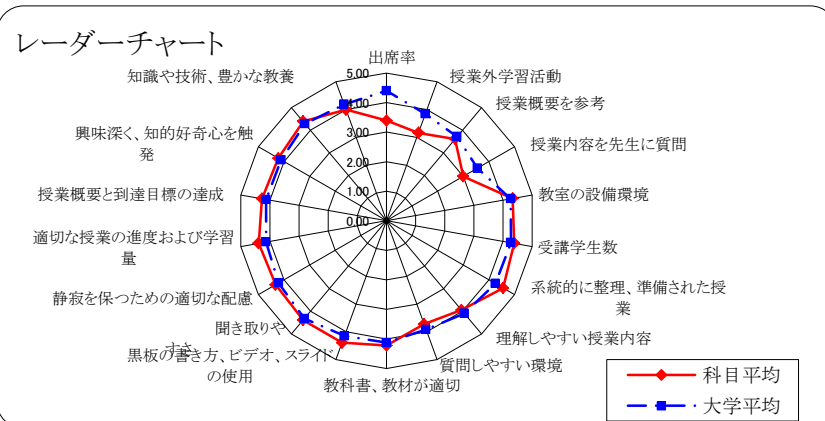 レーダーチャート
出席率
授業外学習活動
授業概要を参考
授業内容を先生に質問
教室の設備環境
受講学生数
系統的に整理、準備された授
業
理解しやすい授業内容
質問しやすい環境
教科書、教材が適切
黒板の書き方、ビデオ、スライド
の使用
聞き取りや
すさ
静寂を保つための適切な配慮
適切な授業の進度および学習
量
授業概要と到達目標の達成
興味深く、知的好奇心を触
発
知識や技術、豊かな教養
5.00
4.00
3.00
2.00
1.00
0.00
科目平均
大学平均